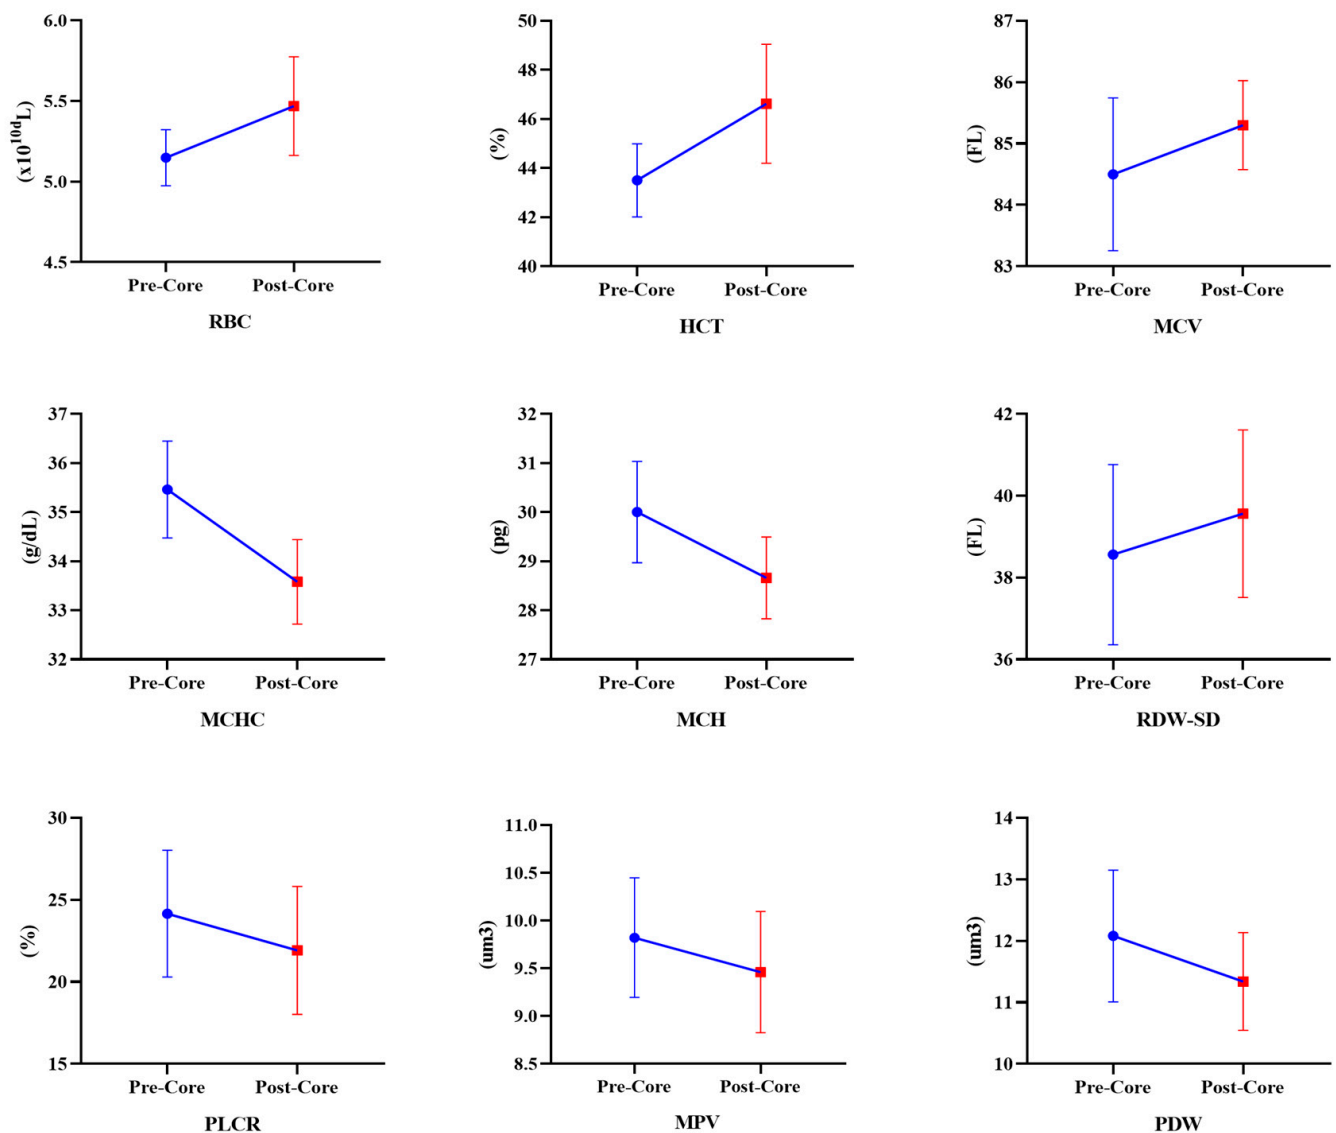 6.0
5.5
5.0
4.5
(x10¹⁰ᵈL)
Pre-Core Post-Core
RBC
50
48
46
44
42
40
(%)
Pre-Core Post-Core
HCT
87
86
85
84
83
(FL)
Pre-Core Post-Core
MCV
37
36
35
34
33
32
(g/dL)
Pre-Core Post-Core
MCHC
32
31
30
29
28
27
(pg)
Pre-Core Post-Core
MCH
42
40
38
36
(FL)
Pre-Core Post-Core
RDW-SD
30
25
20
15
(%)
Pre-Core Post-Core
PLCR
11.0
10.5
10.0
9.5
9.0
8.5
(um3)
Pre-Core Post-Core
MPV
14
13
12
11
10
(um3)
Pre-Core Post-Core
PDW